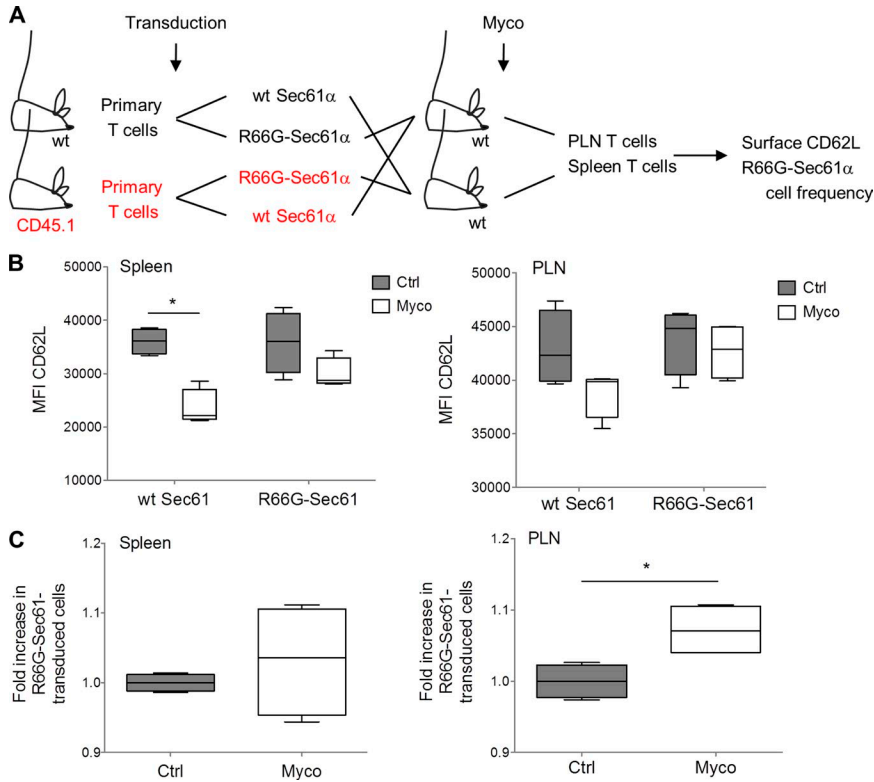 A
Transduction
Myco
wt
Primary
T cells
wt Sec61α
R66G-Sec61α
CD45.1
Primary
T cells
R66G-Sec61α
wt Sec61α
wt
wt
PLN T cells
Spleen T cells
Surface CD62L
R66G-Sec61α
cell frequency
B
Spleen
MFI CD62L
50000
40000
30000
20000
10000
*
Ctrl
Myco
wt Sec61
R66G-Sec61
PLN
MFI CD62L
50000
45000
40000
35000
30000
Ctrl
Myco
wt Sec61
R66G-Sec61
C
Spleen
Fold increase in
R66G-Sec61-
transduced cells
1.2
1.1
1.0
0.9
Ctrl
Myco
PLN
Fold increase in
R66G-Sec61-
transduced cells
1.2
1.1
1.0
0.9
*
Ctrl
Myco